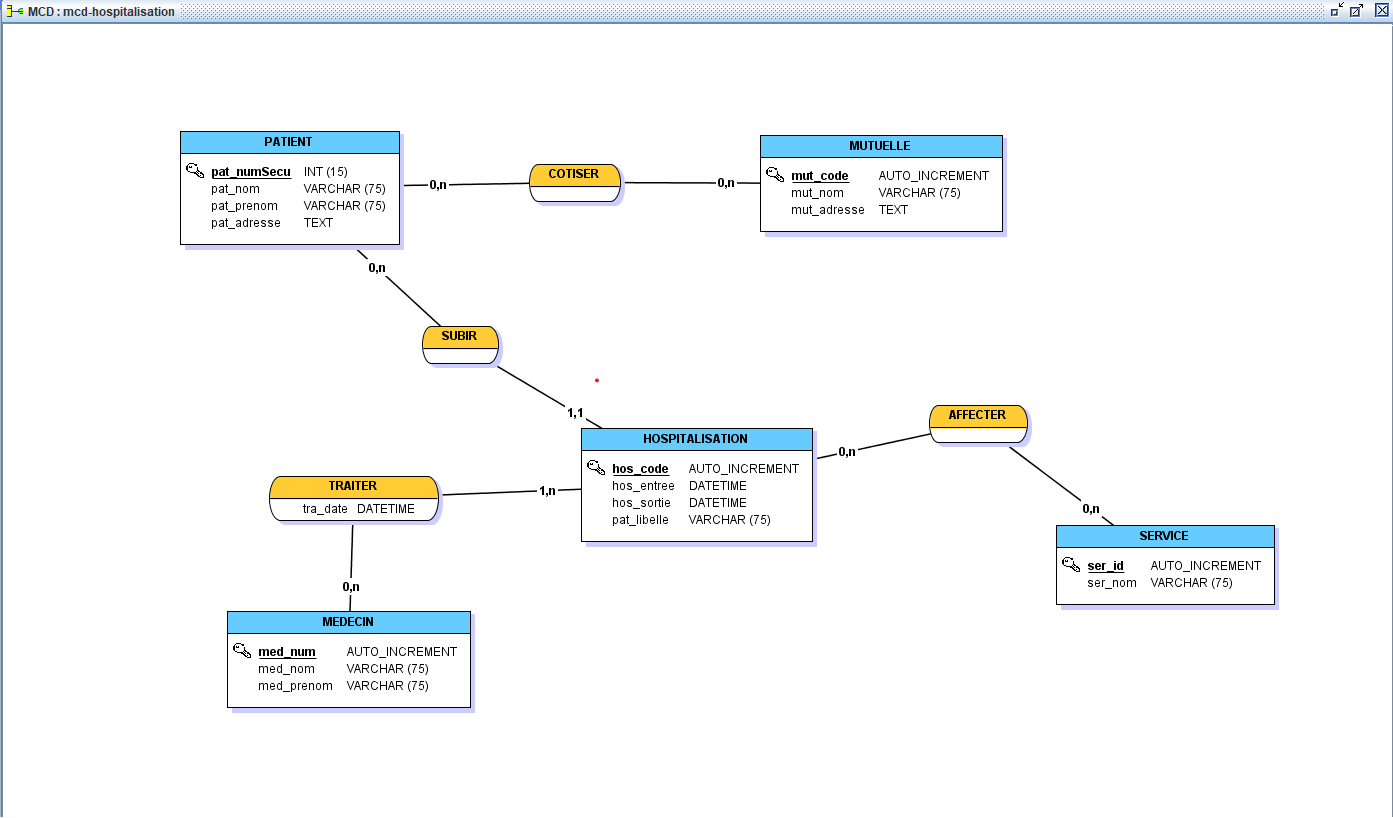 MCD : mcd-hospitalisation
PATIENT
pat_numSecu INT (15)
pat_nom VARCHAR (75)
pat_prenom VARCHAR (75)
pat_adresse TEXT
0,n
COTISER
0,n
MUTUELLE
mut_code AUTO_INCREMENT
mut_nom VARCHAR (75)
mut_adresse TEXT
0,n
SUBIR
1,1
HOSPITALISATION
hos_code AUTO_INCREMENT
hos_entree DATETIME
hos_sortie DATETIME
pat_libelle VARCHAR (75)
0,n
AFFECTER
0,n
SERVICE
ser_id AUTO_INCREMENT
ser_nom VARCHAR (75)
1,n
TRAITER
tra_date DATETIME
0,n
MEDECIN
med_num AUTO_INCREMENT
med_nom VARCHAR (75)
med_prenom VARCHAR (75)